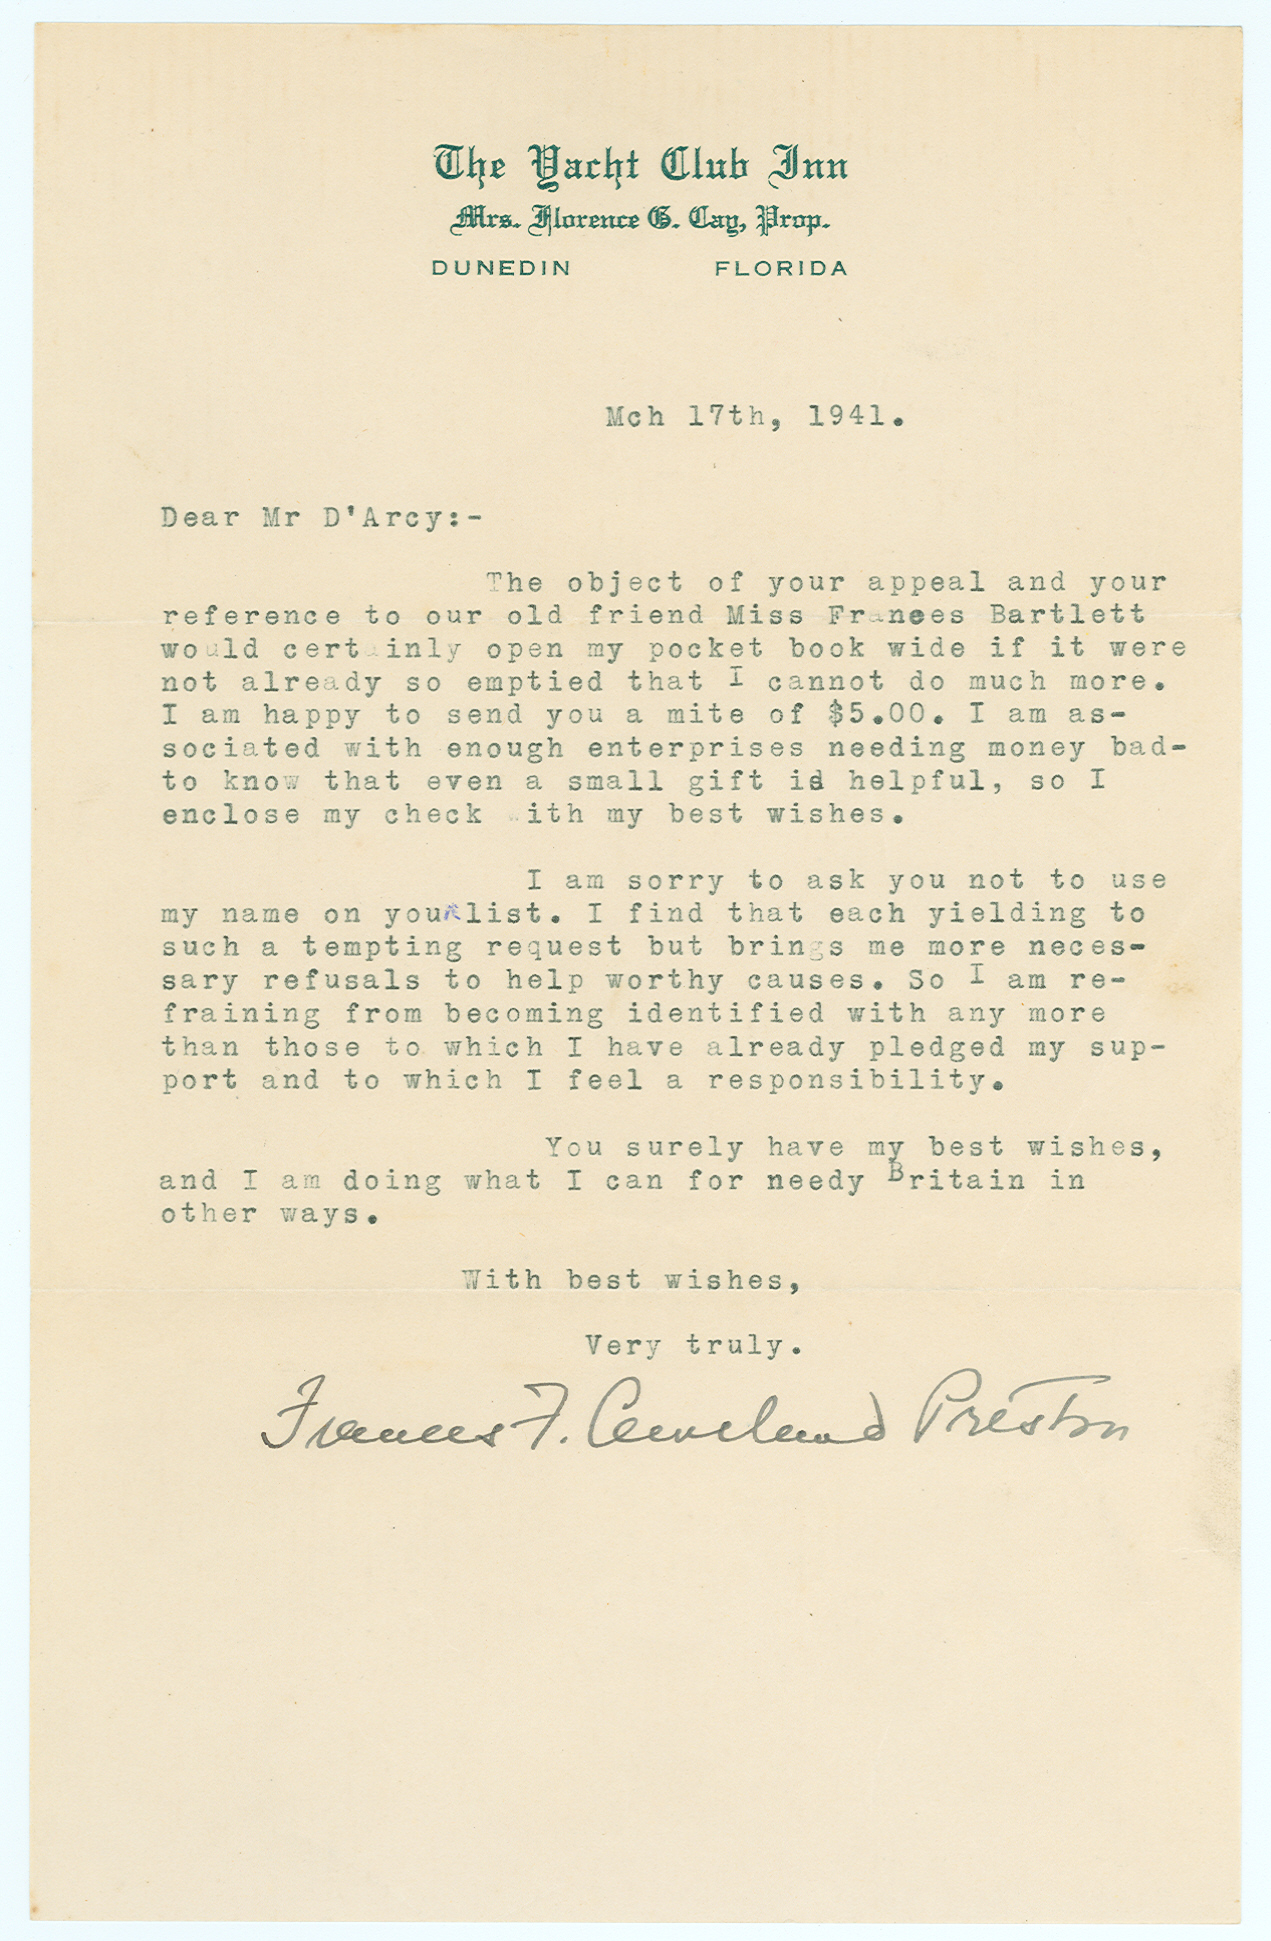 The Yacht Club Inn
Mrs. Florence G. Cay, Prop.
DUNEDIN FLORIDA
Mch 17th, 1941.
Dear Mr D'Arcy:-
The object of your appeal and your
reference to our old friend Miss Frances Bartlett
would certainly open my pocket book wide if it were
not already so emptied that I cannot do much more.
I am happy to send you a mite of $5.00. I am as-
sociated with enough enterprises needing money bad-
to know that even a small gift is helpful, so I
enclose my check with my best wishes.
I am sorry to ask you not to use
my name on your list. I find that each yielding to
such a tempting request but brings me more neces-
sary refusals to help worthy causes. So I am re-
fraining from becoming identified with any more
than those to which I have already pledged my sup-
port and to which I feel a responsibility.
You surely have my best wishes,
and I am doing what I can for needy Britain in
other ways.
With best wishes,
Very truly.
Frances F. Cleveland Preston